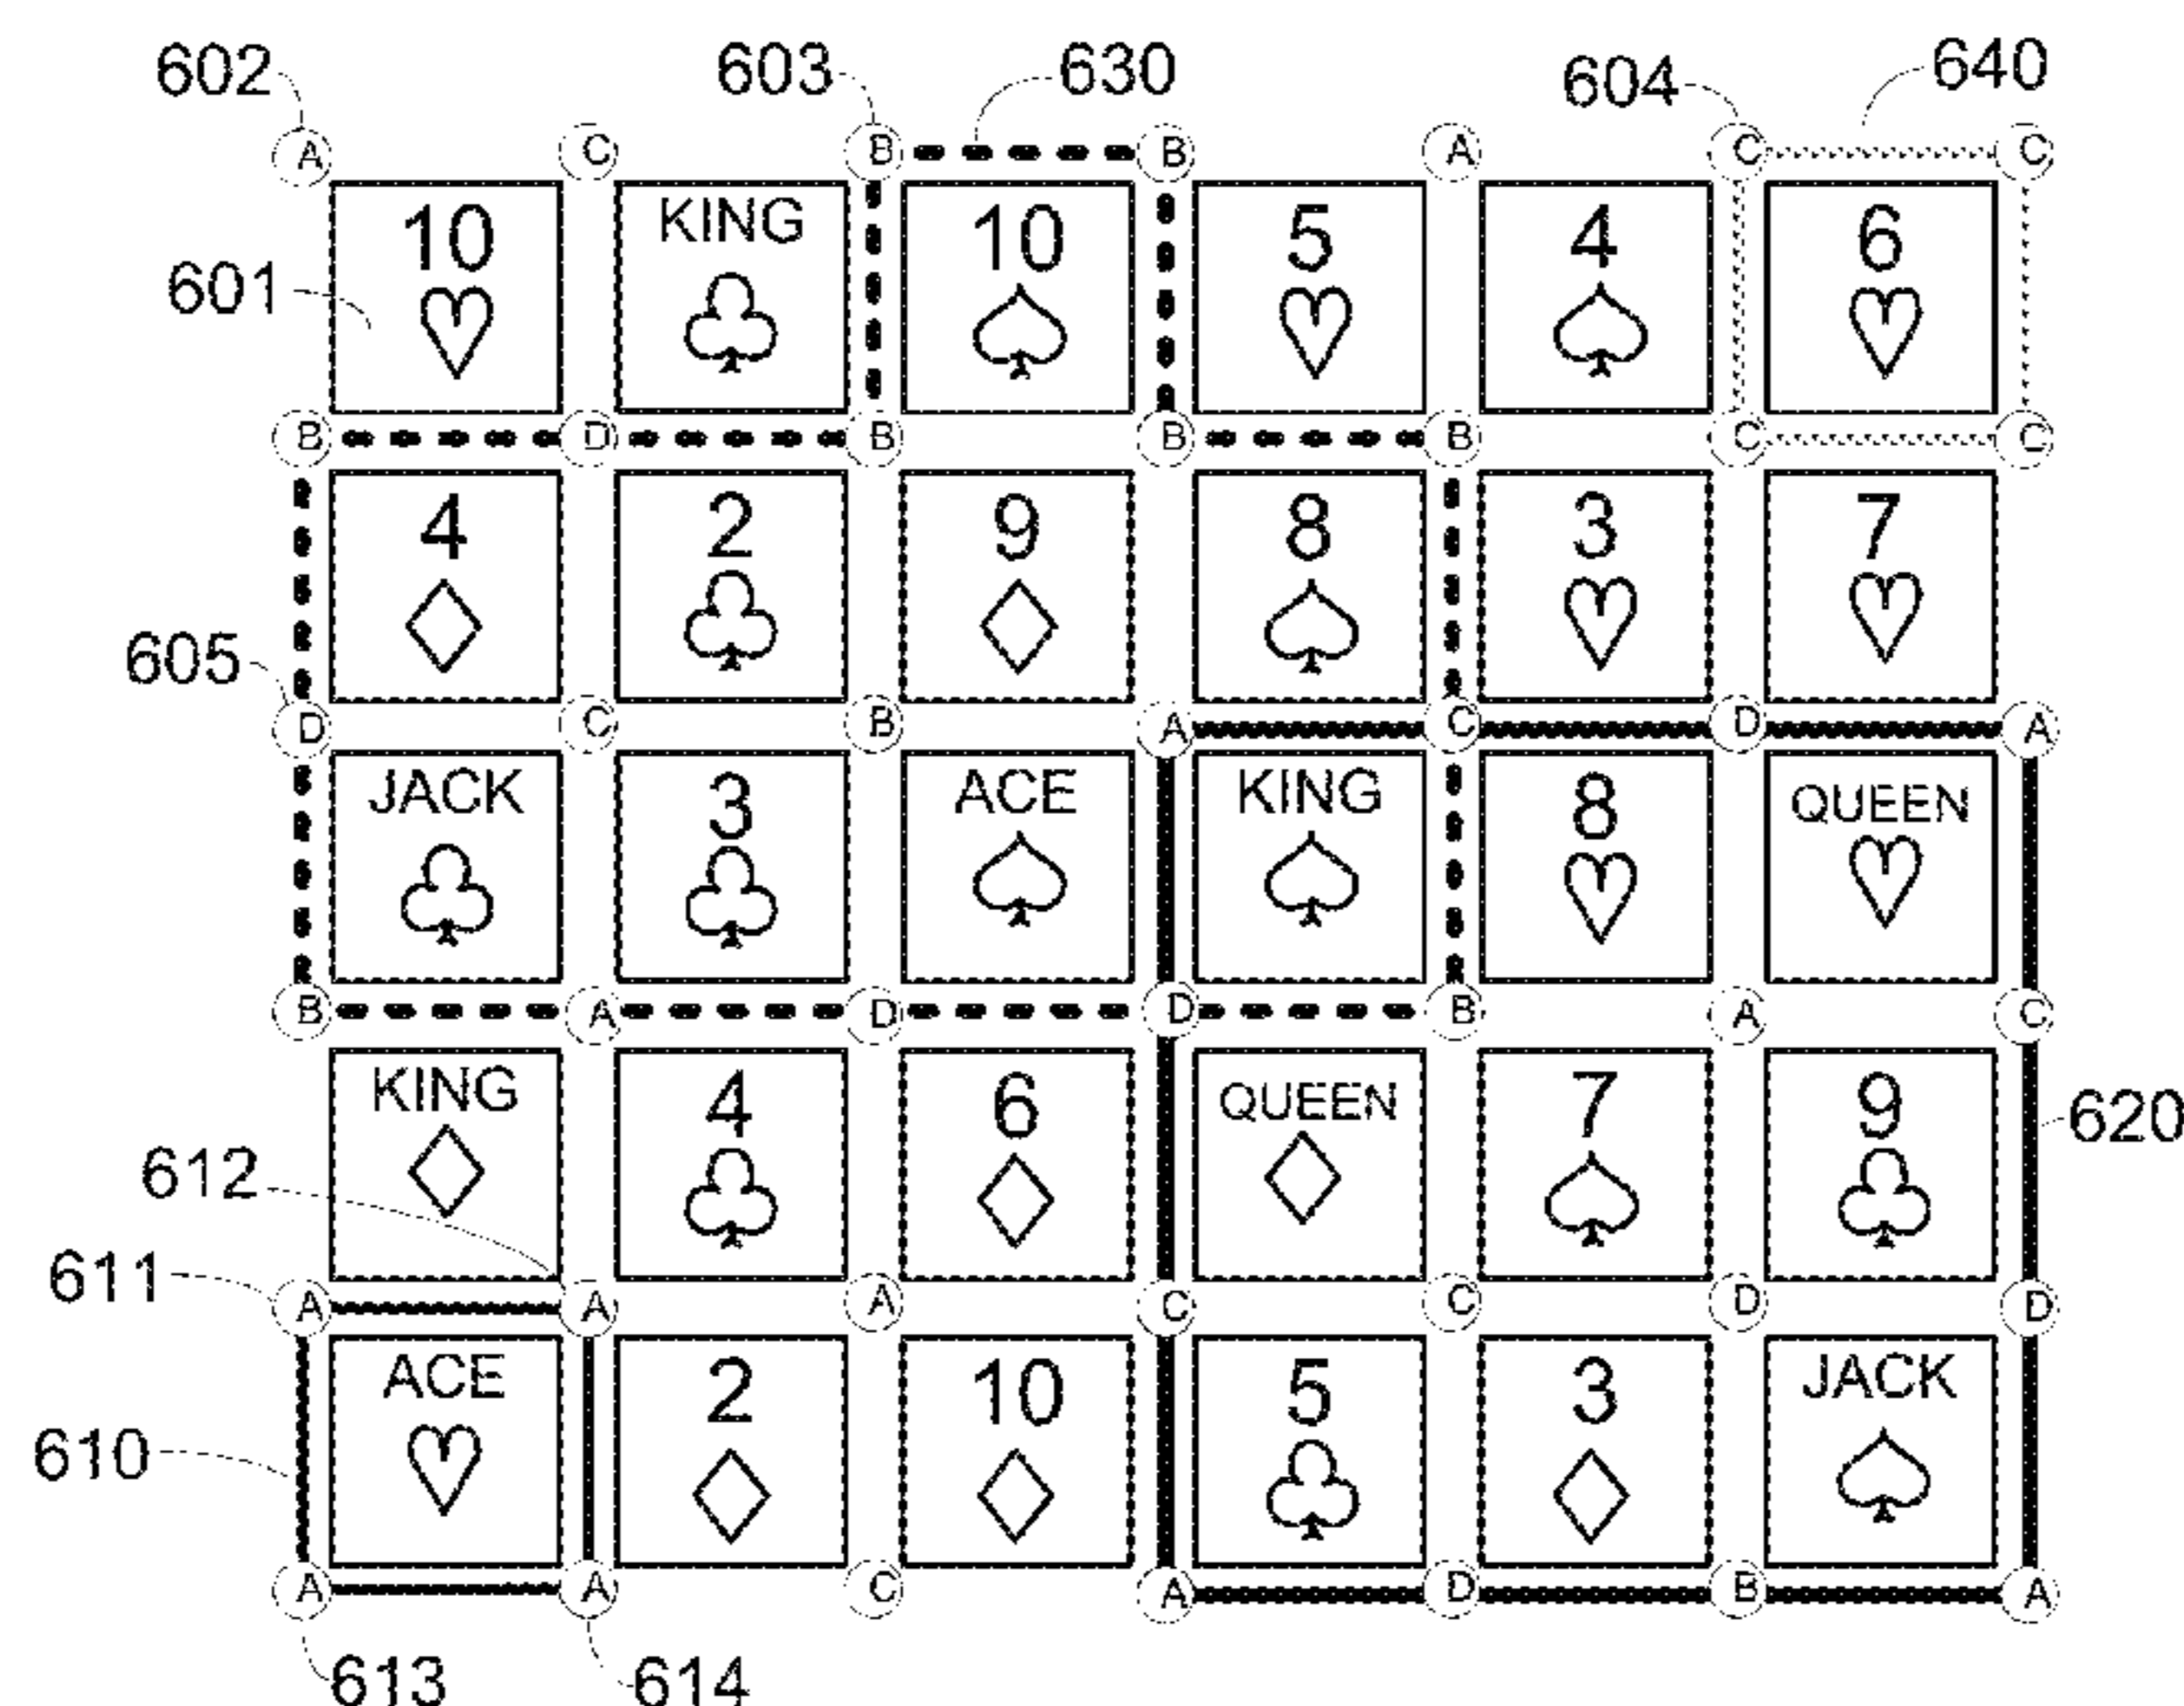 602 603 630 604 640
A C B B A C C
10 KING 10 5 4 6
601
B D B B B C C
4 2 9 8 3 7
605
D C B A C D A
JACK 3 ACE KING 8 QUEEN
B A D D B A C
KING 4 6 QUEEN 7 9
620
612
611
A A A C C D D
ACE 2 10 5 3 JACK
610
A A C A D B A
613 614